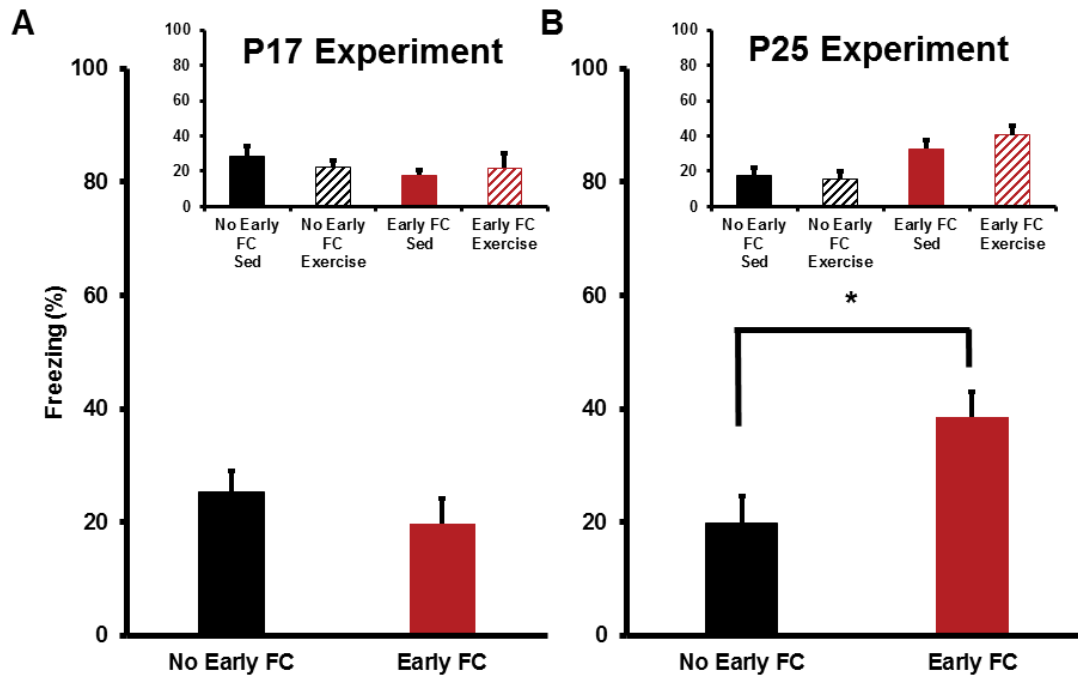 A
P17 Experiment
100
80
60
40
20
0
No Early
FC
Sed
No Early
FC
Exercise
Early FC
Sed
Early FC
Exercise
100
80
60
40
20
0
Freezing (%)
No Early FC
Early FC
B
P25 Experiment
100
80
60
40
20
0
No Early
FC
Sed
No Early
FC
Exercise
Early FC
Sed
Early FC
Exercise
100
80
60
40
20
0
*
No Early FC
Early FC